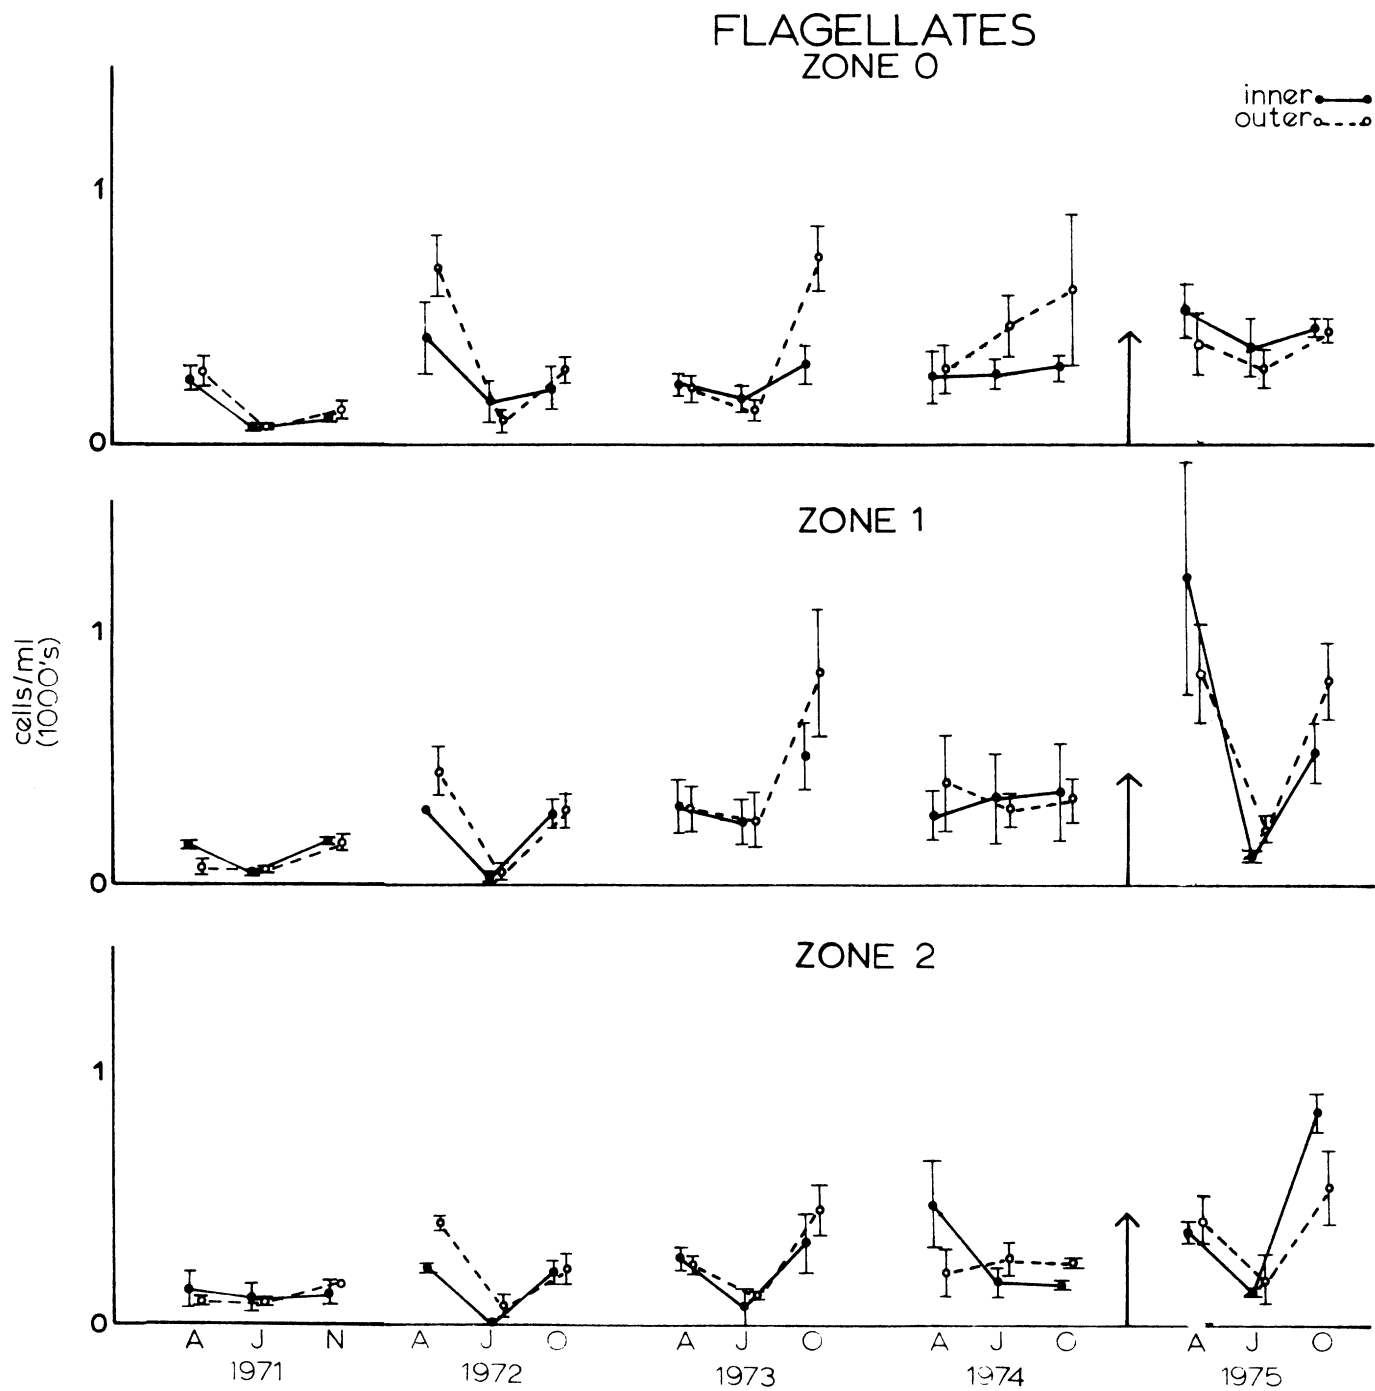 FLAGELLATES
ZONE 0
inner
outer
1
0
ZONE 1
1
0
cells/ml
(1000's)
ZONE 2
1
0
A J N A J O A J O A J O A J O
1971 1972 1973 1974 1975